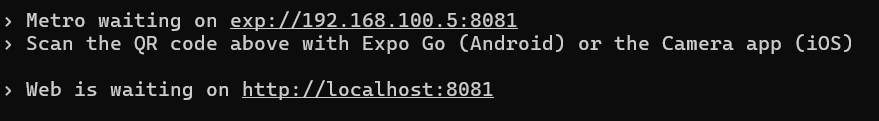 › Metro waiting on exp://192.168.100.5:8081
› Scan the QR code above with Expo Go (Android) or the Camera app (iOS)
› Web is waiting on http://localhost:8081